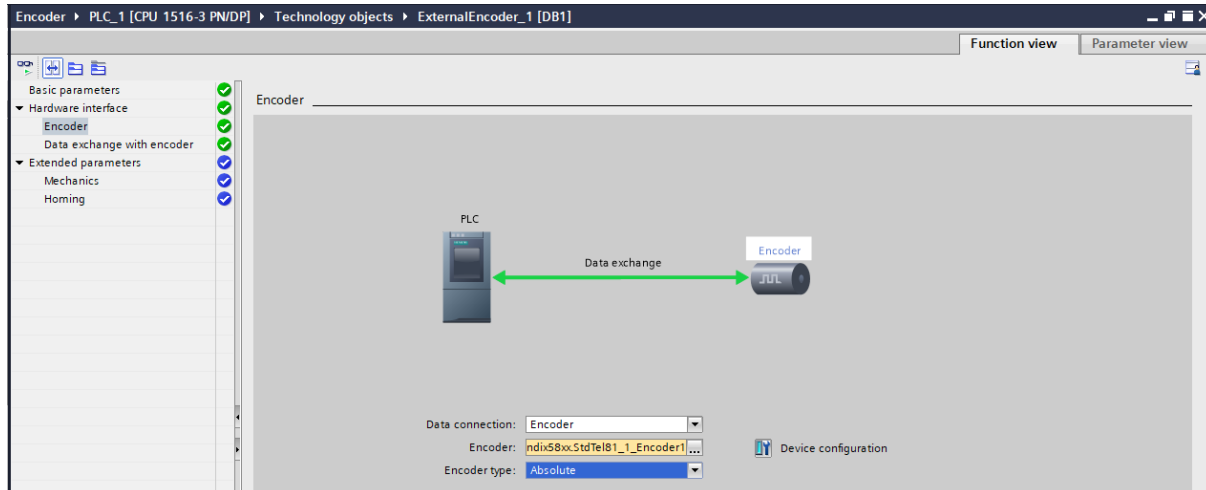 Encoder ▸ PLC_1 [CPU 1516-3 PN/DP] ▸ Technology objects ▸ ExternalEncoder_1 [DB1]
Function view
Parameter view
Basic parameters
Hardware interface
Encoder
Data exchange with encoder
Extended parameters
Mechanics
Homing
Encoder
PLC
Data exchange
Encoder
Data connection: Encoder
Encoder: ndix58xx.StdTel81_1_Encoder1 ...
Device configuration
Encoder type: Absolute